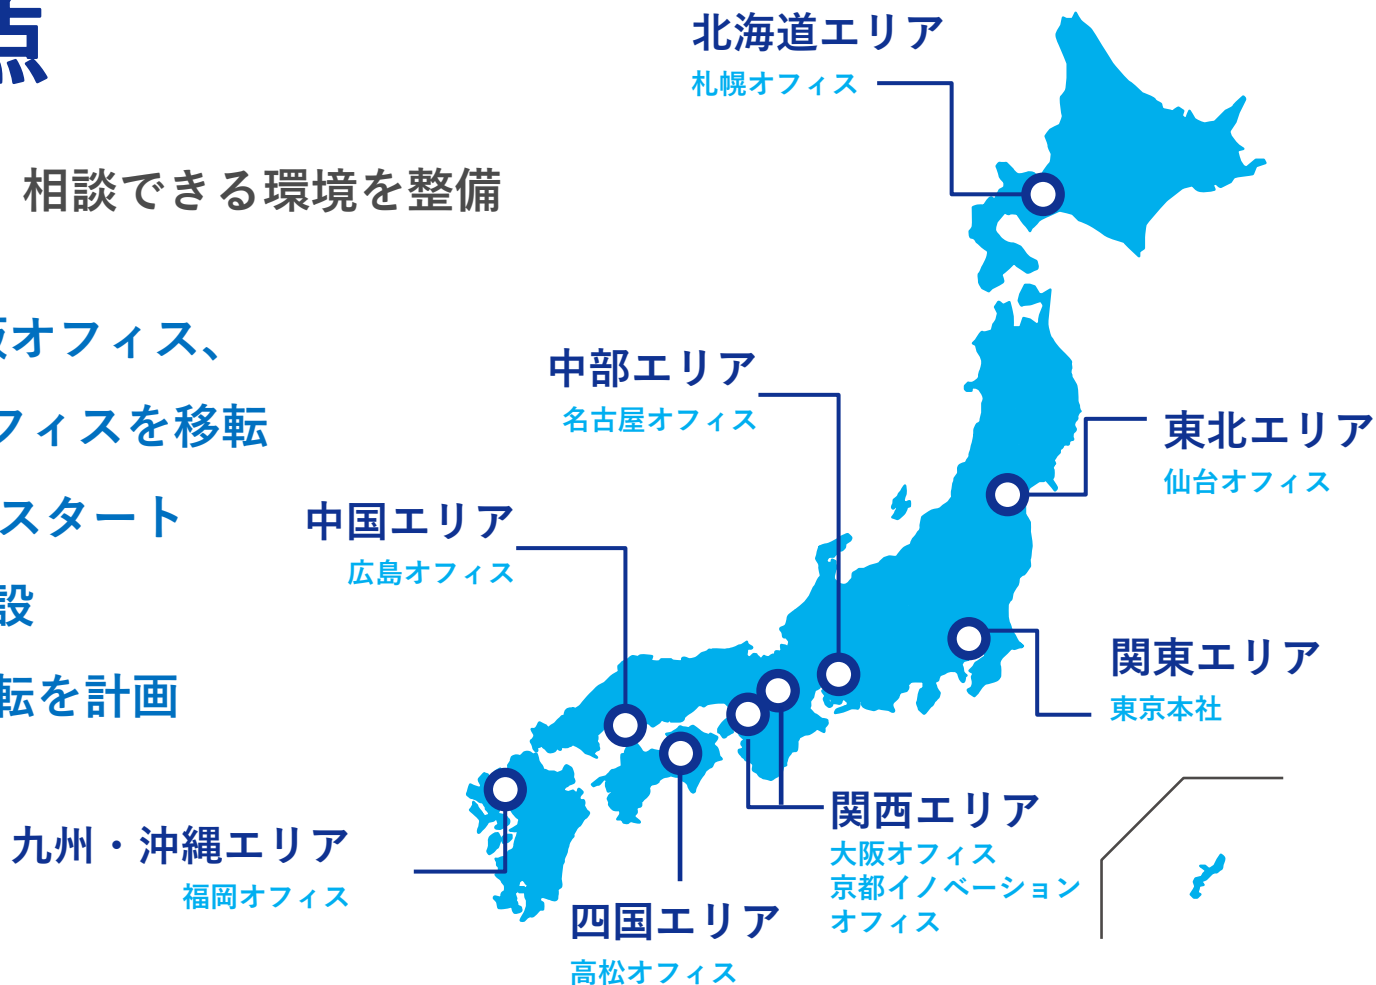 点
相談できる環境を整備
阪オフィス、
フィスを移転
スタート
設
転を計画
北海道エリア
札幌オフィス
中部エリア
名古屋オフィス
東北エリア
仙台オフィス
中国エリア
広島オフィス
関東エリア
東京本社
関西エリア
大阪オフィス
京都イノベーション
オフィス
九州・沖縄エリア
福岡オフィス
四国エリア
高松オフィス